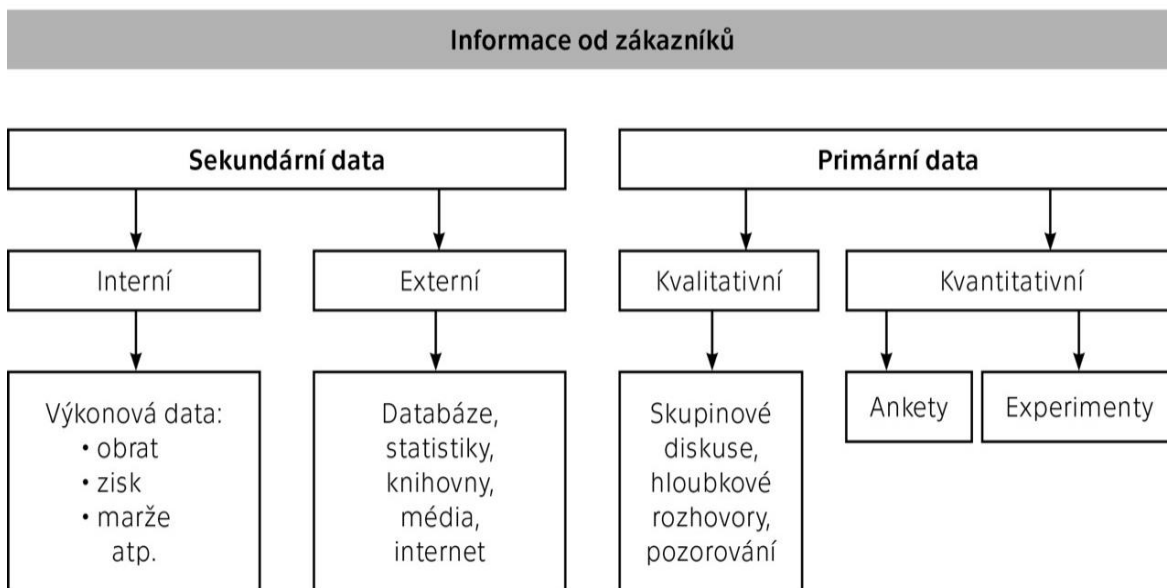 Informace od zákazníků
Sekundární data
Primární data
Interní
Externí
Kvalitativní
Kvantitativní
Výkonová data:
• obrat
• zisk
• marže
atp.
Databáze,
statistiky,
knihovny,
média,
internet
Skupinové
diskuse,
hloubkové
rozhovory,
pozorování
Ankety
Experimenty